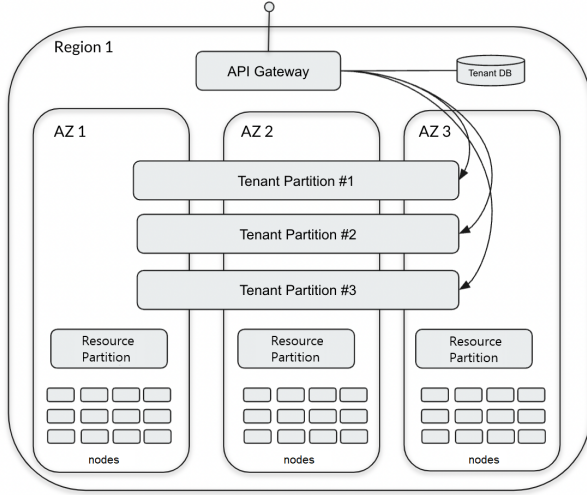 Region 1
API Gateway
Tenant DB
AZ 1
AZ 2
AZ 3
Tenant Partition #1
Tenant Partition #2
Tenant Partition #3
Resource
Partition
Resource
Partition
Resource
Partition
nodes
nodes
nodes